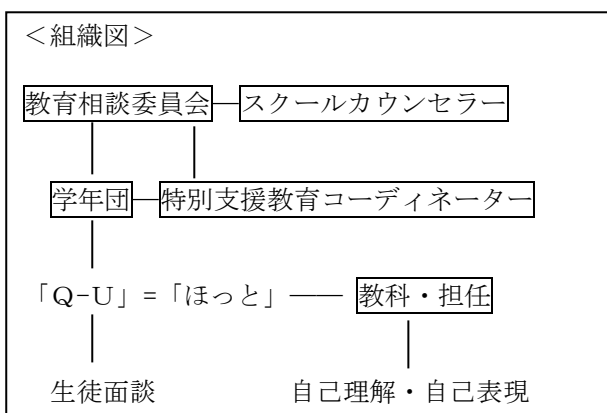 ＜組織図＞
教育相談委員会―スクールカウンセラー
学年団―特別支援教育コーディネーター
「Q-U」=「ほっと」―― 教科・担任
生徒面談　自己理解・自己表現